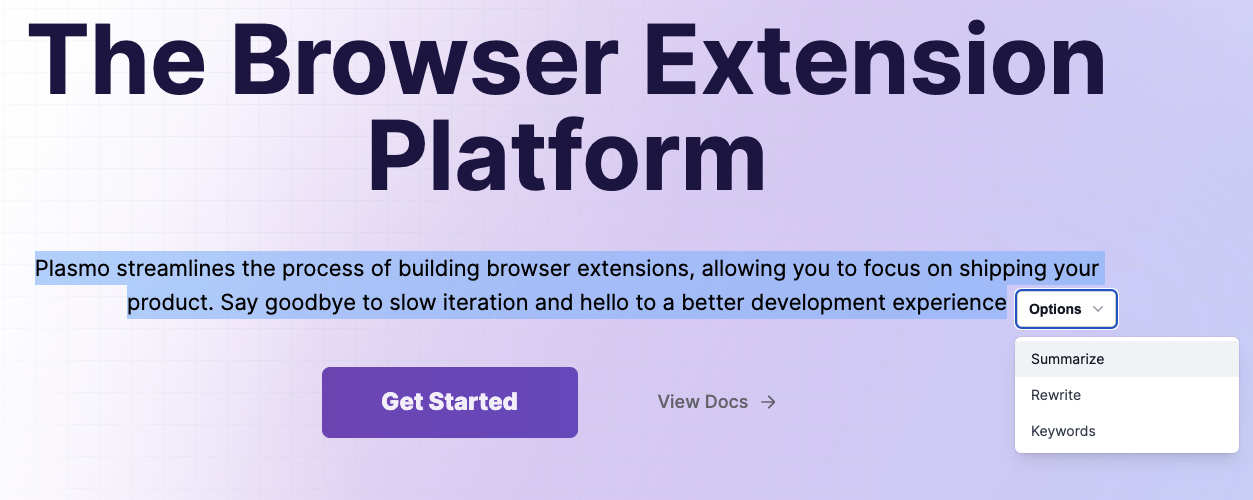 The Browser Extension
Platform
Plasmo streamlines the process of building browser extensions, allowing you to focus on shipping your
product. Say goodbye to slow iteration and hello to a better development experience
Options
Summarize
Rewrite
Keywords
Get Started
View Docs →